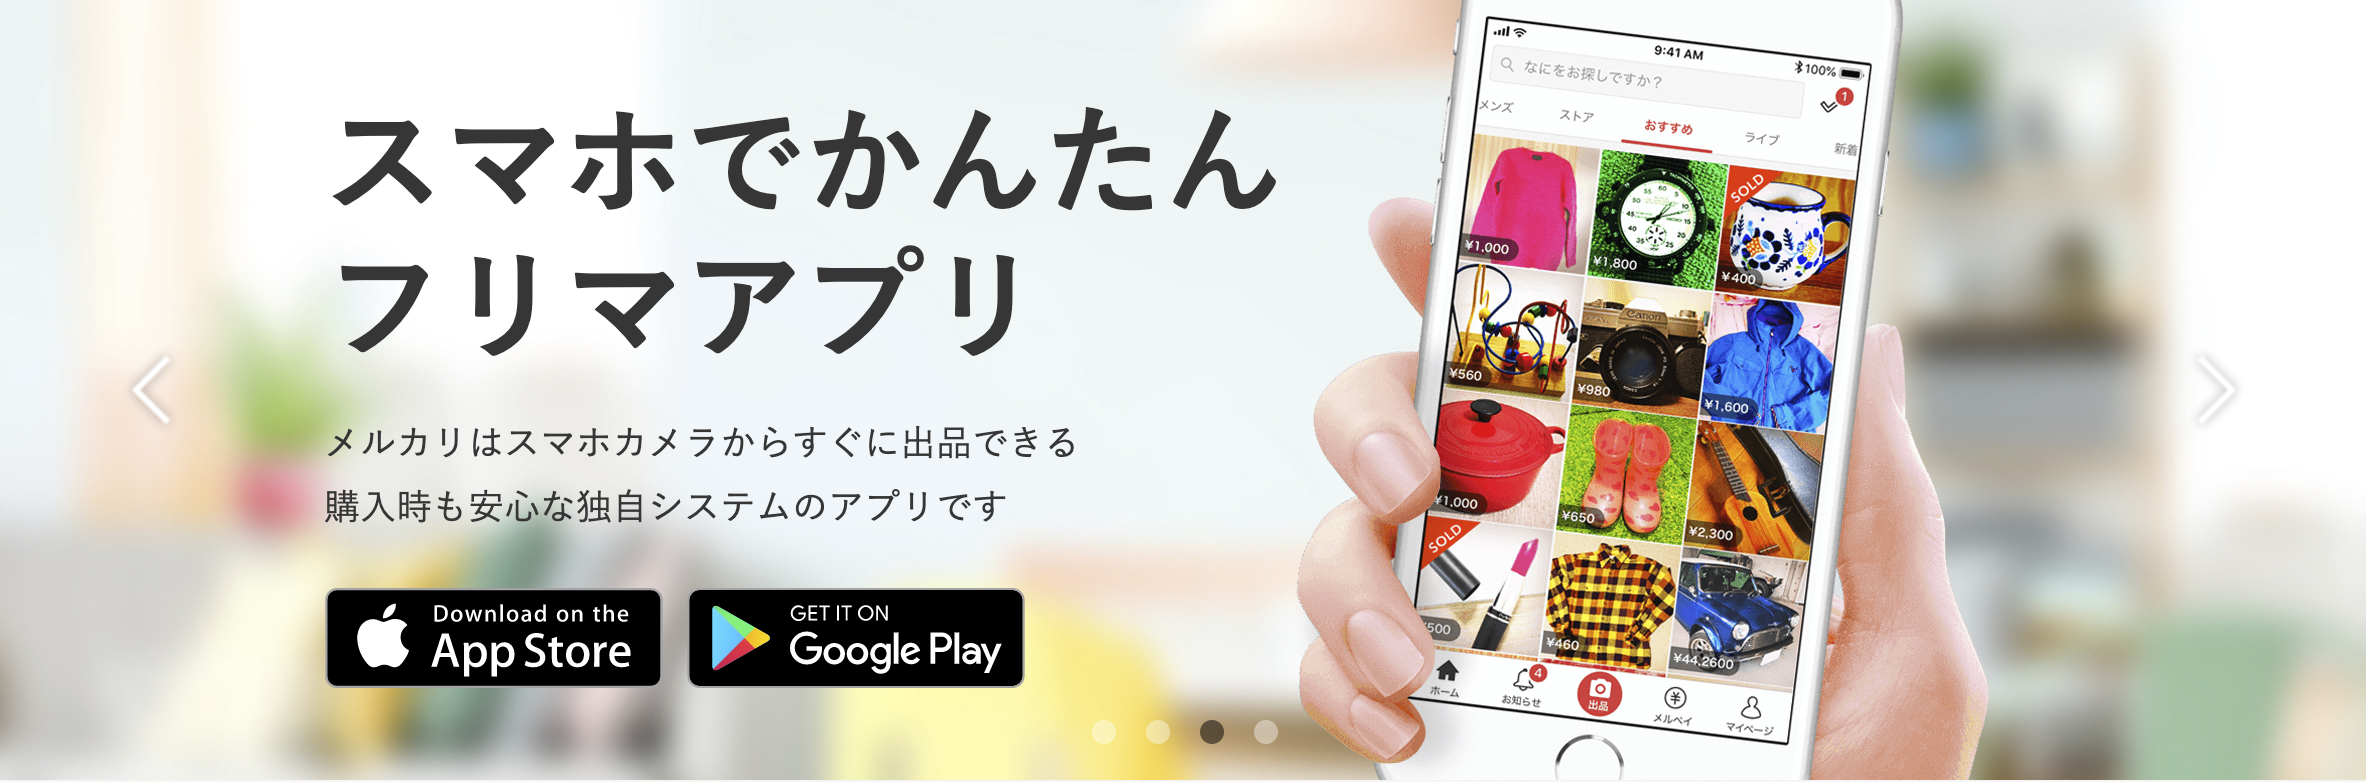 スマホでかんたん
フリマアプリ
メルカリはスマホカメラからすぐに出品できる
購入時も安心な独自システムのアプリです
Download on the
App Store
GET IT ON
Google Play
9:41 AM
100%
なにをお探しですか？
1
メンズ ストア おすすめ ライブ 新着
SOLD
¥1,000 ¥1,800 ¥400
Canon
¥560 ¥980 ¥1,600
¥1,000 ¥650 ¥2,300
SOLD
¥500 ¥460 ¥44,2600
4
ホーム お知らせ 出品 メルペイ マイページ